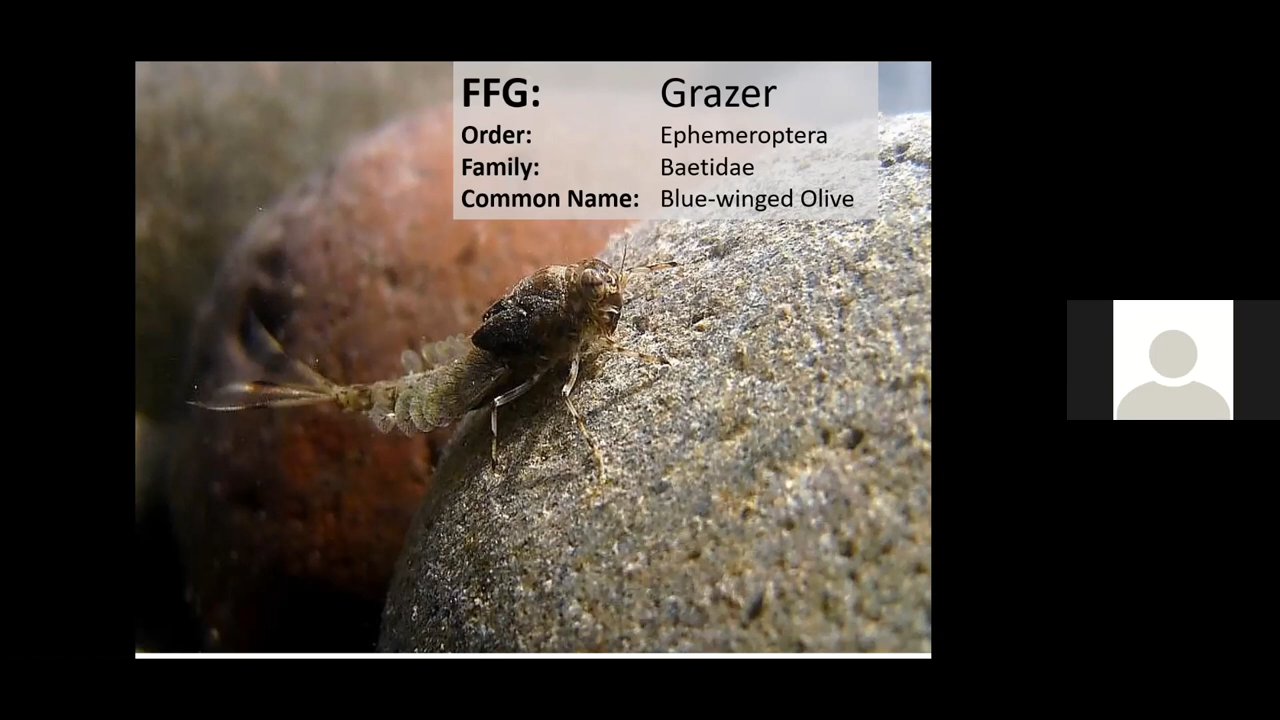 FFG: Grazer
Order: Ephemeroptera
Family: Baetidae
Common Name: Blue-winged Olive